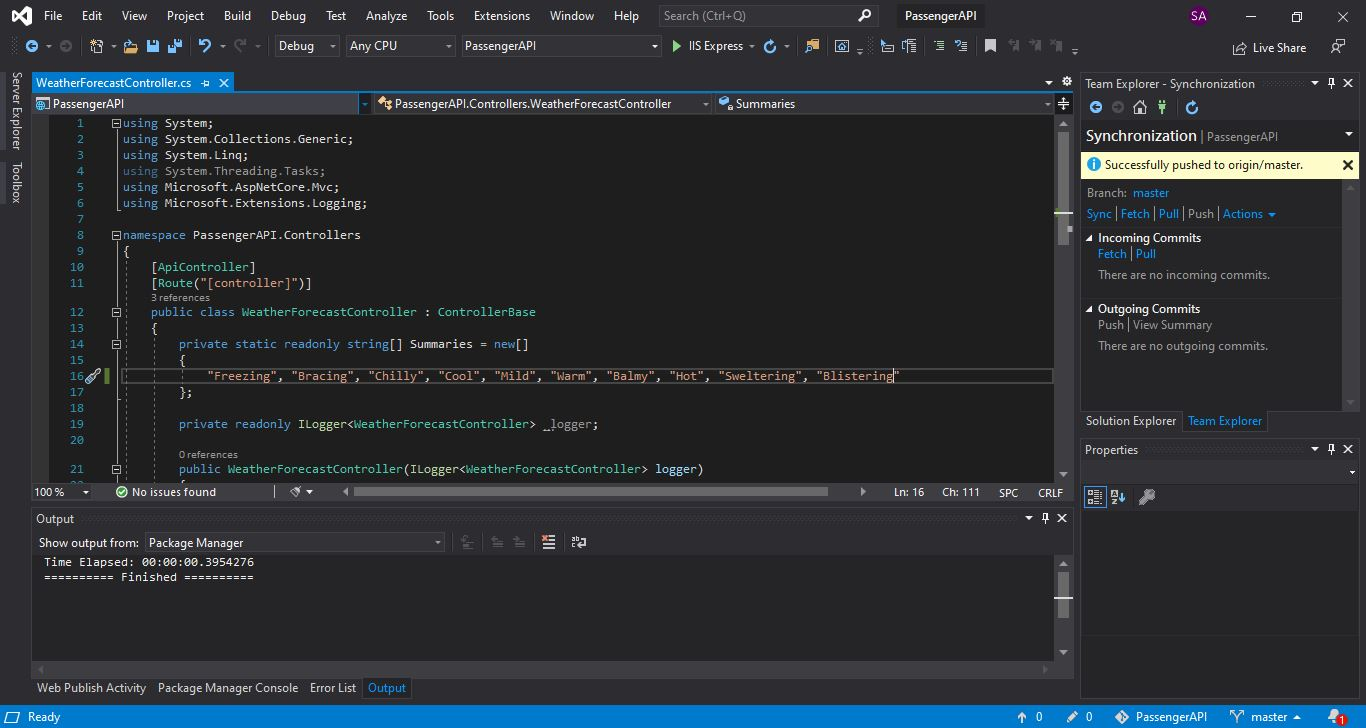 File Edit View Project Build Debug Test Analyze Tools Extensions Window Help Search (Ctrl+Q) PassengerAPI SA
Debug Any CPU PassengerAPI IIS Express Live Share
Server Explorer
Toolbox
WeatherForecastController.cs
PassengerAPI PassengerAPI.Controllers.WeatherForecastController Summaries
1 using System;
2 using System.Collections.Generic;
3 using System.Linq;
4 using System.Threading.Tasks;
5 using Microsoft.AspNetCore.Mvc;
6 using Microsoft.Extensions.Logging;
7
8 namespace PassengerAPI.Controllers
9 {
10 [ApiController]
11 [Route("[controller]")]
3 references
12 public class WeatherForecastController : ControllerBase
13 {
14 private static readonly string[] Summaries = new[]
15 {
16 "Freezing", "Bracing", "Chilly", "Cool", "Mild", "Warm", "Balmy", "Hot", "Sweltering", "Blistering"
17 };
18
19 private readonly ILogger<WeatherForecastController> _logger;
20
0 references
21 public WeatherForecastController(ILogger<WeatherForecastController> logger)
100 % No issues found Ln: 16 Ch: 111 SPC CRLF
Output
Show output from: Package Manager
Time Elapsed: 00:00:00.3954276
========== Finished ==========
Web Publish Activity Package Manager Console Error List Output
Team Explorer - Synchronization
Synchronization | PassengerAPI
Successfully pushed to origin/master.
Branch: master
Sync | Fetch | Pull | Push | Actions
Incoming Commits
Fetch | Pull
There are no incoming commits.
Outgoing Commits
Push | View Summary
There are no outgoing commits.
Solution Explorer Team Explorer
Properties
Ready 0 0 PassengerAPI master 1